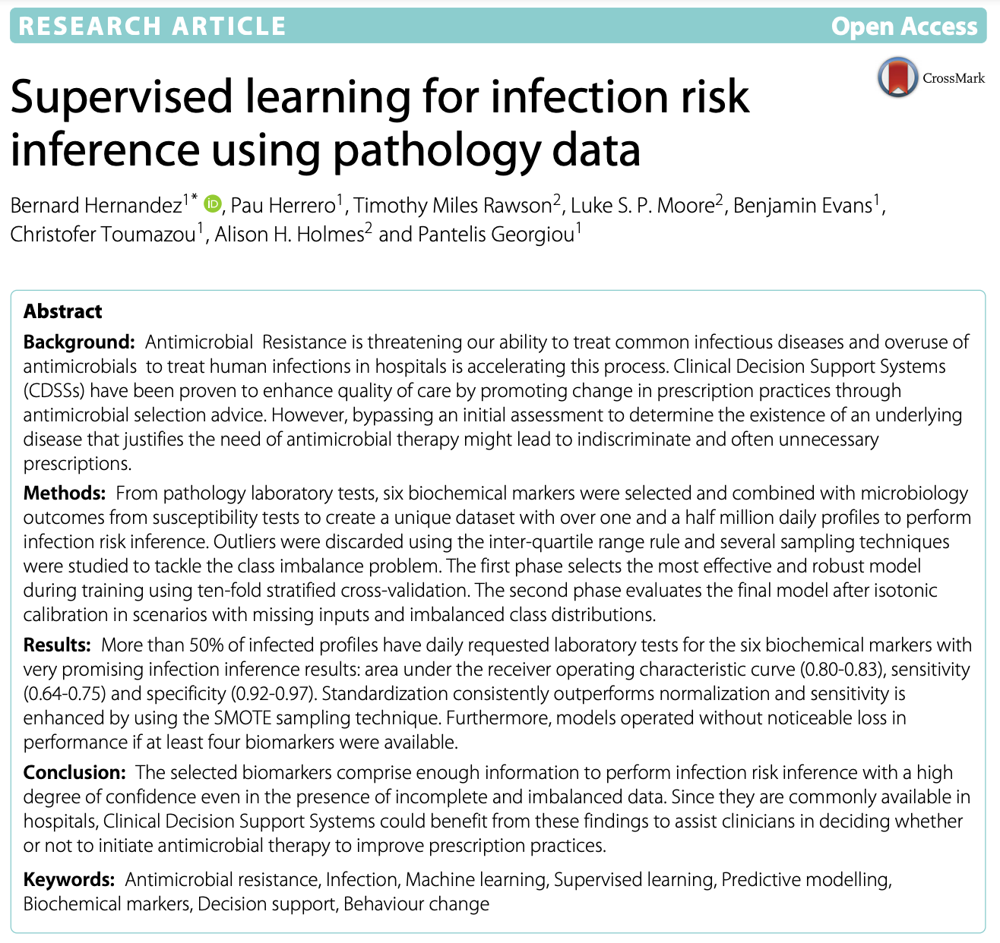 RESEARCH ARTICLE Open Access
CrossMark
Supervised learning for infection risk
inference using pathology data
Bernard Hernandez1* iD, Pau Herrero1, Timothy Miles Rawson2, Luke S. P. Moore2, Benjamin Evans1,
Christofer Toumazou1, Alison H. Holmes2 and Pantelis Georgiou1
Abstract
Background: Antimicrobial Resistance is threatening our ability to treat common infectious diseases and overuse of
antimicrobials to treat human infections in hospitals is accelerating this process. Clinical Decision Support Systems
(CDSSs) have been proven to enhance quality of care by promoting change in prescription practices through
antimicrobial selection advice. However, bypassing an initial assessment to determine the existence of an underlying
disease that justifies the need of antimicrobial therapy might lead to indiscriminate and often unnecessary
prescriptions.
Methods: From pathology laboratory tests, six biochemical markers were selected and combined with microbiology
outcomes from susceptibility tests to create a unique dataset with over one and a half million daily profiles to perform
infection risk inference. Outliers were discarded using the inter-quartile range rule and several sampling techniques
were studied to tackle the class imbalance problem. The first phase selects the most effective and robust model
during training using ten-fold stratified cross-validation. The second phase evaluates the final model after isotonic
calibration in scenarios with missing inputs and imbalanced class distributions.
Results: More than 50% of infected profiles have daily requested laboratory tests for the six biochemical markers with
very promising infection inference results: area under the receiver operating characteristic curve (0.80-0.83), sensitivity
(0.64-0.75) and specificity (0.92-0.97). Standardization consistently outperforms normalization and sensitivity is
enhanced by using the SMOTE sampling technique. Furthermore, models operated without noticeable loss in
performance if at least four biomarkers were available.
Conclusion: The selected biomarkers comprise enough information to perform infection risk inference with a high
degree of confidence even in the presence of incomplete and imbalanced data. Since they are commonly available in
hospitals, Clinical Decision Support Systems could benefit from these findings to assist clinicians in deciding whether
or not to initiate antimicrobial therapy to improve prescription practices.
Keywords: Antimicrobial resistance, Infection, Machine learning, Supervised learning, Predictive modelling,
Biochemical markers, Decision support, Behaviour change